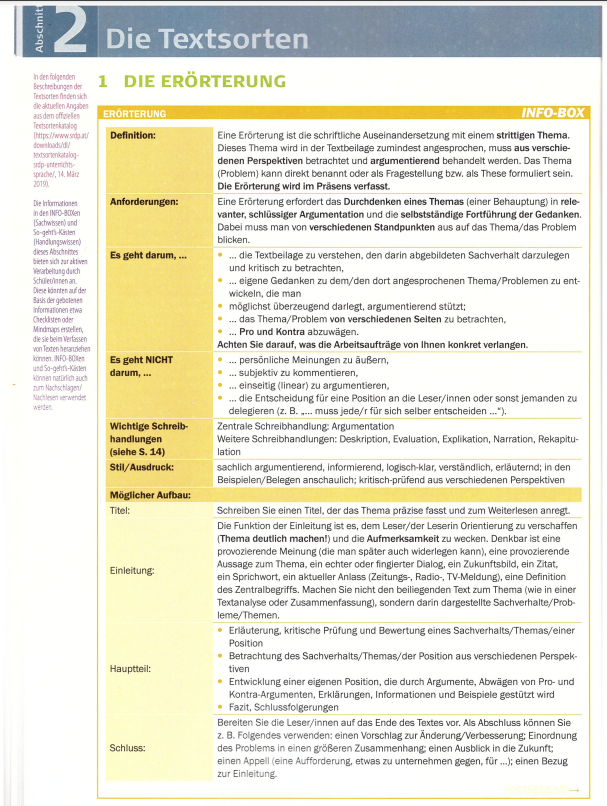 Abschnitt
2 Die Textsorten
In den folgenden
Beschreibungen der
Textsorten finden sich
die aktuellen Angaben
aus dem offiziellen
Textsortenkatalog
(https://www.srdp.at/
downloads/dl/
textsortenkatalog-
srdp-unterrichts-
sprache/, 14. März
2019).
Die Informationen
in den INFO-BOXen
(Sachwissen) und
So-geht's-Kästen
(Handlungswissen)
dieses Abschnittes
bieten sich zur aktiven
Verarbeitung durch
Schüler/innen an.
Diese könnten auf der
Basis der gebotenen
Informationen etwa
Checklisten oder
Mindmaps erstellen,
die sie beim Verfassen
von Texten heranziehen
können. INFO-BOXen
und So-geht's-Kästen
können natürlich auch
zum Nachschlagen/
Nachlesen verwendet
werden.
1 DIE ERÖRTERUNG
ERÖRTERUNG INFO-BOX
Definition: Eine Erörterung ist die schriftliche Auseinandersetzung mit einem strittigen Thema.
Dieses Thema wird in der Textbeilage zumindest angesprochen, muss aus verschie-
denen Perspektiven betrachtet und argumentierend behandelt werden. Das Thema
(Problem) kann direkt benannt oder als Fragestellung bzw. als These formuliert sein.
Die Erörterung wird im Präsens verfasst.
Anforderungen: Eine Erörterung erfordert das Durchdenken eines Themas (einer Behauptung) in rele-
vanter, schlüssiger Argumentation und die selbstständige Fortführung der Gedanken.
Dabei muss man von verschiedenen Standpunkten aus auf das Thema/das Problem
blicken.
Es geht darum, ... • ... die Textbeilage zu verstehen, den darin abgebildeten Sachverhalt darzulegen
und kritisch zu betrachten,
• ... eigene Gedanken zu dem/den dort angesprochenen Thema/Problemen zu ent-
wickeln, die man
• möglichst überzeugend darlegt, argumentierend stützt;
• ... das Thema/Problem von verschiedenen Seiten zu betrachten,
• ... Pro und Kontra abzuwägen.
Achten Sie darauf, was die Arbeitsaufträge von Ihnen konkret verlangen.
Es geht NICHT • ... persönliche Meinungen zu äußern,
darum, ... • ... subjektiv zu kommentieren,
• ... einseitig (linear) zu argumentieren,
• ... die Entscheidung für eine Position an die Leser/innen oder sonst jemanden zu
delegieren (z. B. „... muss jede/r für sich selber entscheiden ...“).
Wichtige Schreib- Zentrale Schreibhandlung: Argumentation
handlungen Weitere Schreibhandlungen: Deskription, Evaluation, Explikation, Narration, Rekapitu-
(siehe S. 14) lation
Stil/Ausdruck: sachlich argumentierend, informierend, logisch-klar, verständlich, erläuternd; in den
Beispielen/Belegen anschaulich; kritisch-prüfend aus verschiedenen Perspektiven
Möglicher Aufbau:
Titel: Schreiben Sie einen Titel, der das Thema präzise fasst und zum Weiterlesen anregt.
Die Funktion der Einleitung ist es, dem Leser/der Leserin Orientierung zu verschaffen
(Thema deutlich machen!) und die Aufmerksamkeit zu wecken. Denkbar ist eine
provozierende Meinung (die man später auch widerlegen kann), eine provozierende
Aussage zum Thema, ein echter oder fingierter Dialog, ein Zukunftsbild, ein Zitat,
Einleitung: ein Sprichwort, ein aktueller Anlass (Zeitungs-, Radio-, TV-Meldung), eine Definition
des Zentralbegriffs. Machen Sie nicht den beiliegenden Text zum Thema (wie in einer
Textanalyse oder Zusammenfassung), sondern darin dargestellte Sachverhalte/Prob-
leme/Themen.
• Erläuterung, kritische Prüfung und Bewertung eines Sachverhalts/Themas/einer
Position
• Betrachtung des Sachverhalts/Themas/der Position aus verschiedenen Perspek-
Hauptteil: tiven
• Entwicklung einer eigenen Position, die durch Argumente, Abwägen von Pro- und
Kontra-Argumenten, Erklärungen, Informationen und Beispiele gestützt wird
• Fazit, Schlussfolgerungen
Bereiten Sie die Leser/innen auf das Ende des Textes vor. Als Abschluss können Sie
z. B. Folgendes verwenden: einen Vorschlag zur Änderung/Verbesserung; Einordnung
Schluss: des Problems in einen größeren Zusammenhang; einen Ausblick in die Zukunft;
einen Appell (eine Aufforderung, etwas zu unternehmen gegen, für ...); einen Bezug
zur Einleitung.